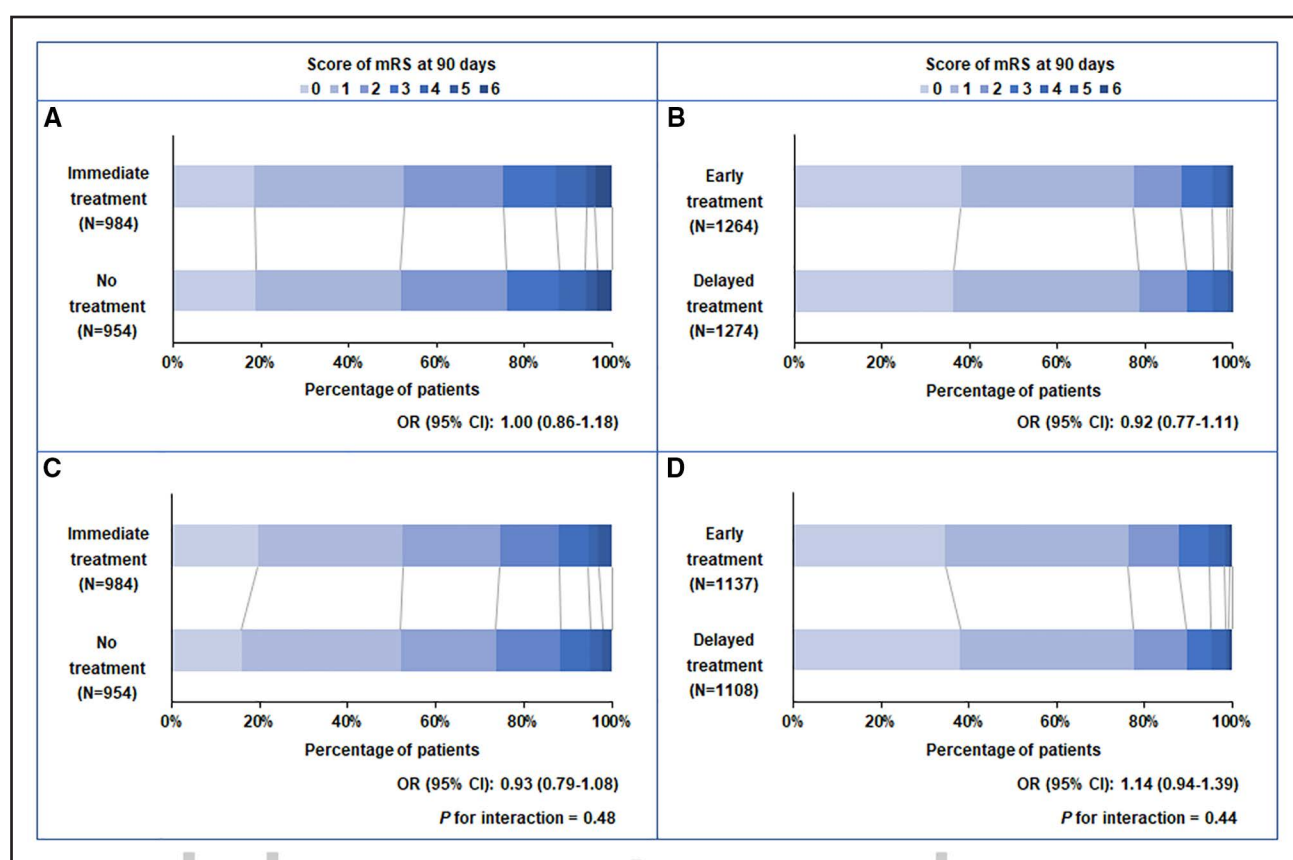 Score of mRS at 90 days
0 1 2 3 4 5 6
Score of mRS at 90 days
0 1 2 3 4 5 6
A
Immediate
treatment
(N=984)
No
treatment
(N=954)
0% 20% 40% 60% 80% 100%
Percentage of patients
OR (95% CI): 1.00 (0.86-1.18)
B
Early
treatment
(N=1264)
Delayed
treatment
(N=1274)
0% 20% 40% 60% 80% 100%
Percentage of patients
OR (95% CI): 0.92 (0.77-1.11)
C
Immediate
treatment
(N=984)
No
treatment
(N=954)
0% 20% 40% 60% 80% 100%
Percentage of patients
OR (95% CI): 0.93 (0.79-1.08)
P for interaction = 0.48
D
Early
treatment
(N=1137)
Delayed
treatment
(N=1108)
0% 20% 40% 60% 80% 100%
Percentage of patients
OR (95% CI): 1.14 (0.94-1.39)
P for interaction = 0.44